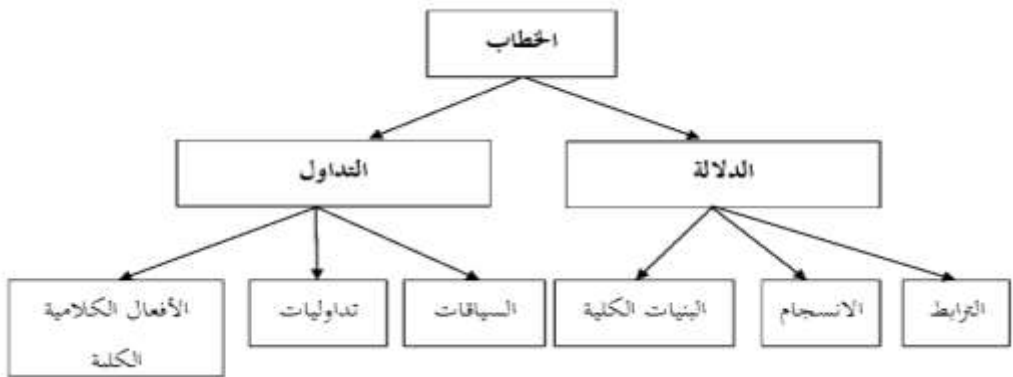 الخطاب
الدلالة
التداول
الترابط
الانسجام
البنيات الكلية
السياقات
تداوليات
الأفعال الكلامية
الكلية